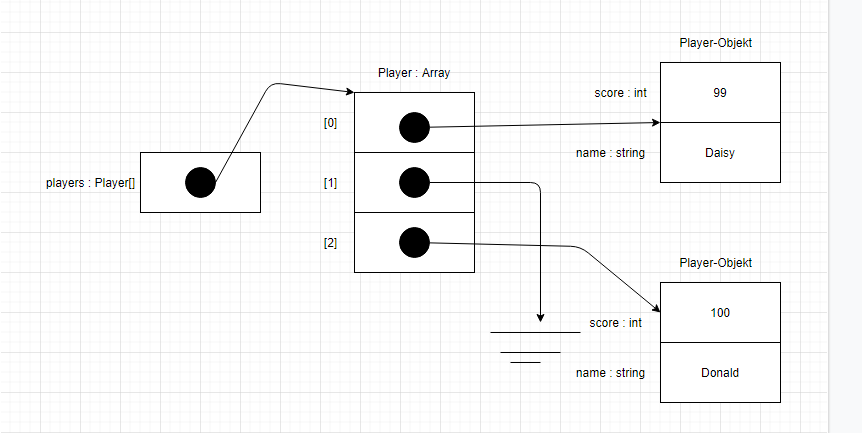 Player-Objekt
Player : Array
score : int
99
[0]
name : string
Daisy
players : Player[]
[1]
[2]
Player-Objekt
score : int
100
name : string
Donald